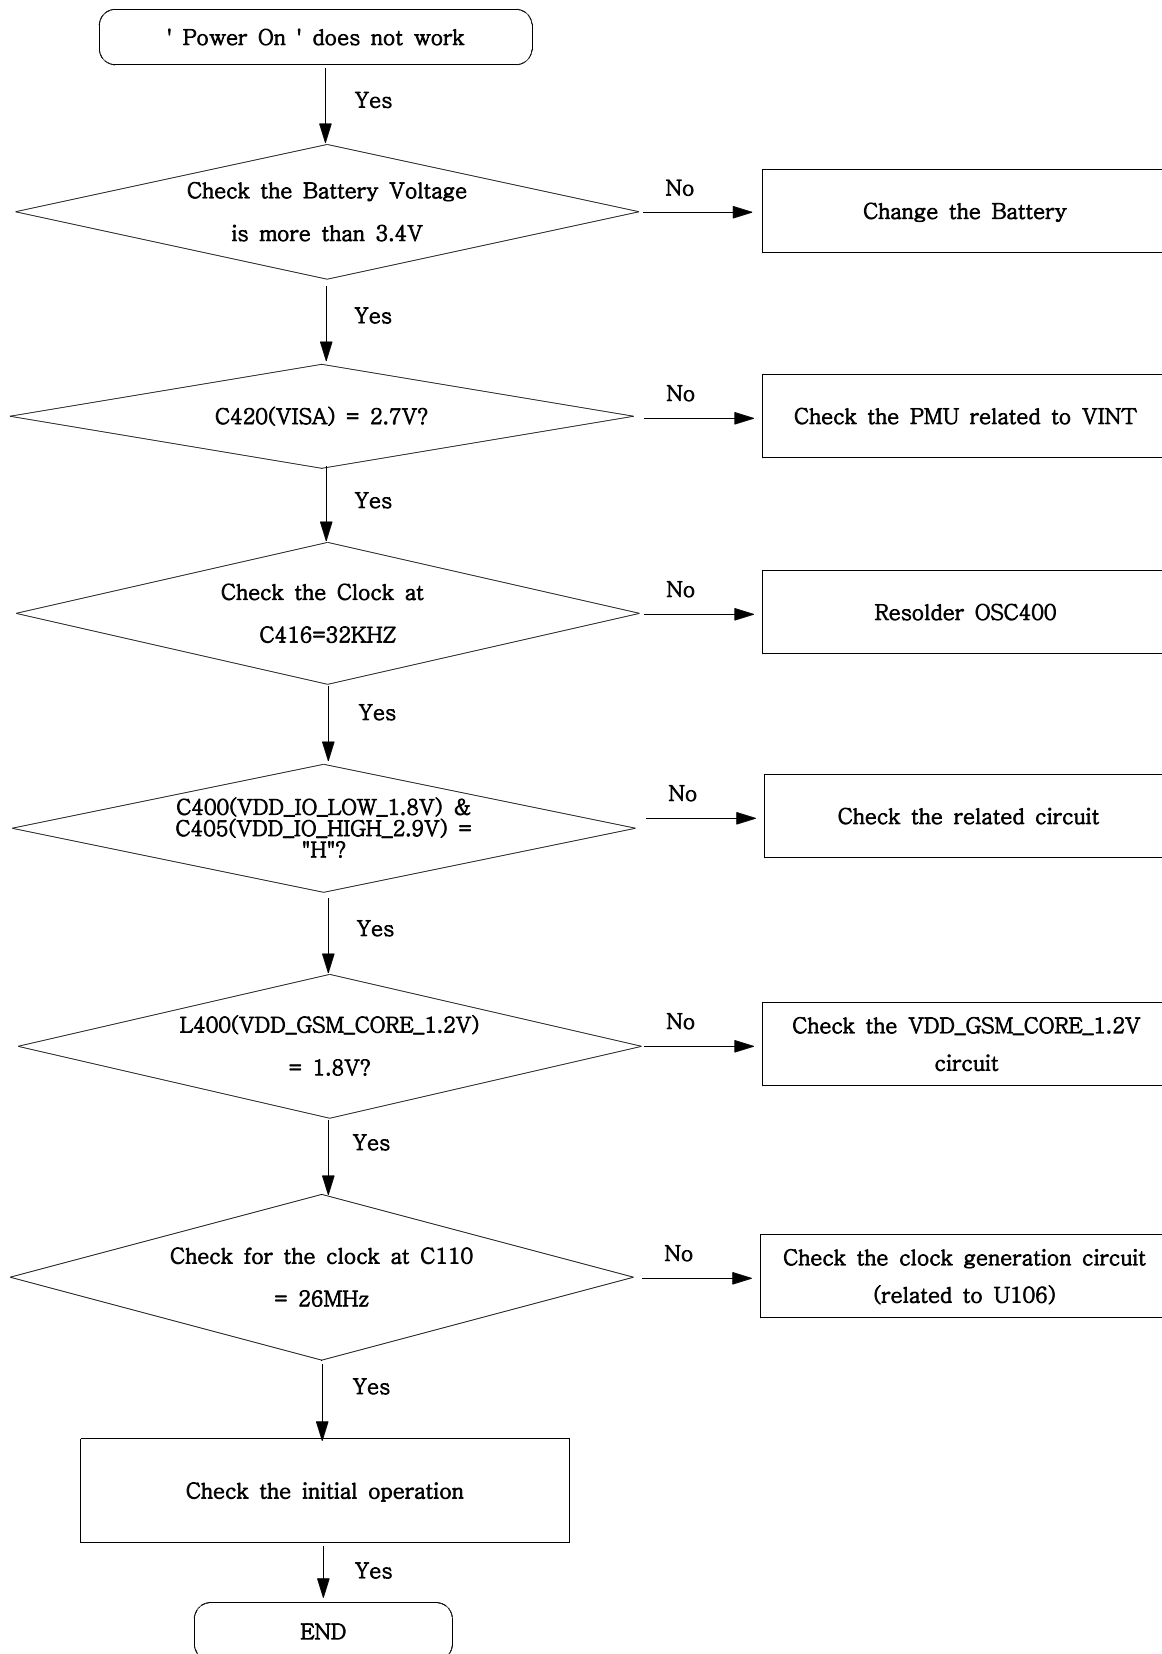 ' Power On ' does not work
Yes
Check the Battery Voltage
is more than 3.4V
No
Change the Battery
Yes
C420(VISA) = 2.7V?
No
Check the PMU related to VINT
Yes
Check the Clock at
C416=32KHZ
No
Resolder OSC400
Yes
C400(VDD_IO_LOW_1.8V) &
C405(VDD_IO_HIGH_2.9V) =
"H"?
No
Check the related circuit
Yes
L400(VDD_GSM_CORE_1.2V)
= 1.8V?
No
Check the VDD_GSM_CORE_1.2V
circuit
Yes
Check for the clock at C110
= 26MHz
No
Check the clock generation circuit
(related to U106)
Yes
Check the initial operation
Yes
END